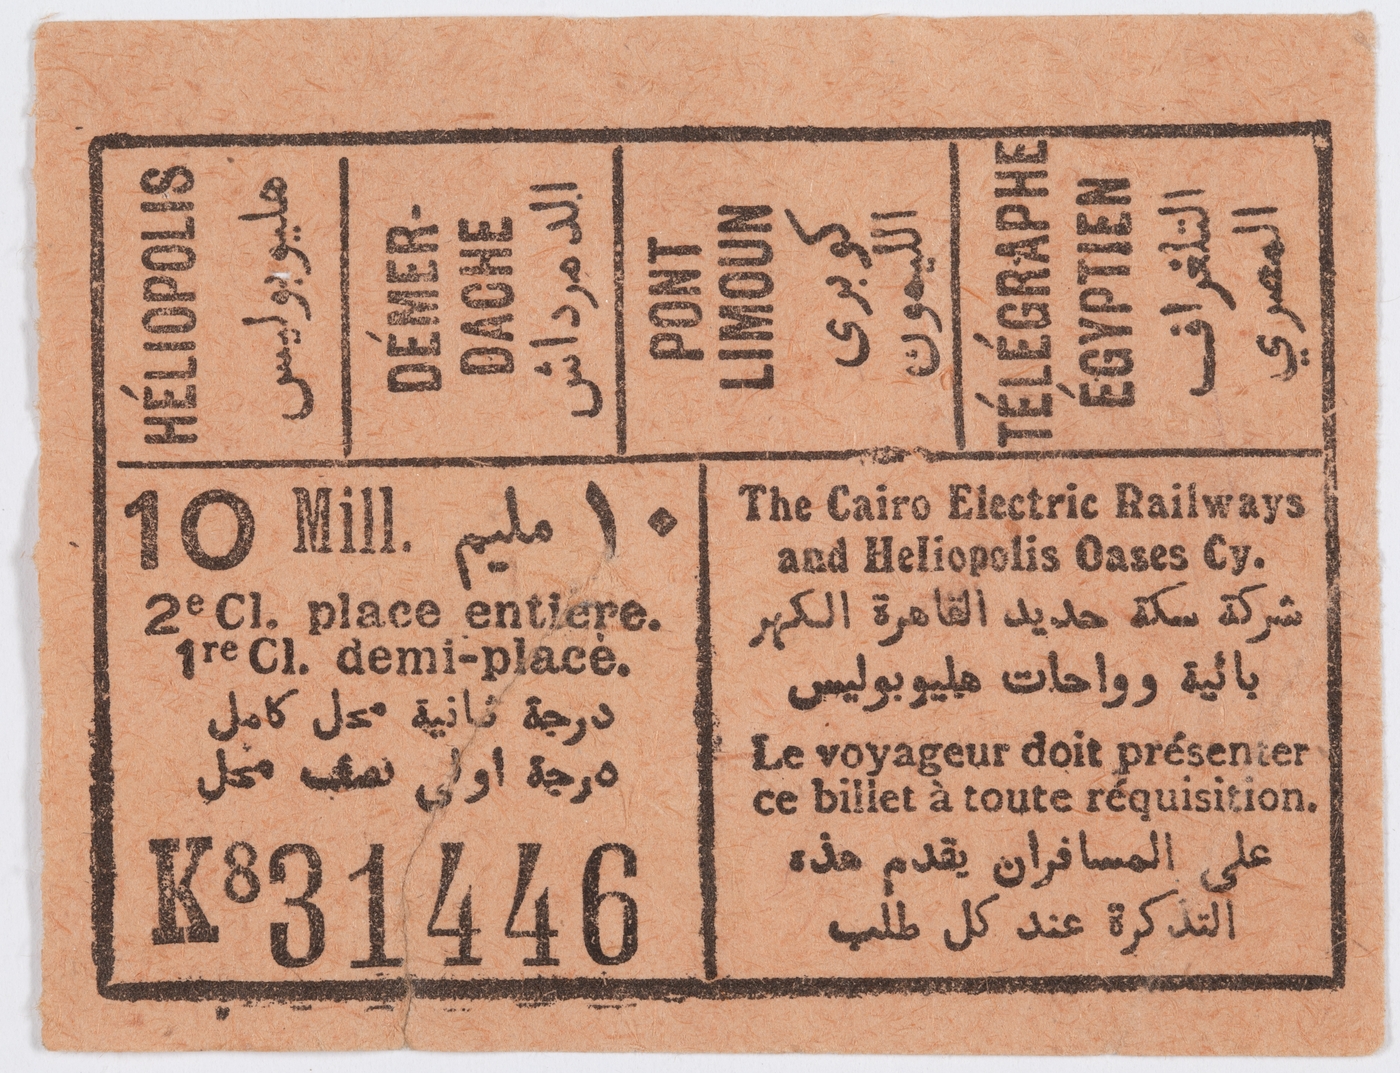 HÉLIOPOLIS
هليوبوليس
DÉMER-
DACHE
الدمرداش
PONT
LIMOUN
كوبرى
الليمون
TÉLÉGRAPHE
ÉGYPTIEN
التلغراف
المصري
10 Mill. مليم ١٠
2e Cl. place entière.
1re Cl. demi-place.
درجة ثانية محل كامل
درجة اولى نصف محل
K8 31446
The Cairo Electric Railways
and Heliopolis Oases Cy.
شركة سكة حديد القاهرة الكهر
بائية وواحات هليوبوليس
Le voyageur doit présenter
ce billet à toute réquisition.
على المسافران يقدم هذه
التذكرة عند كل طلب